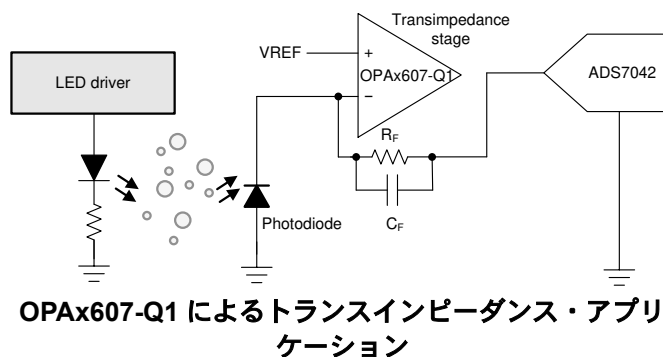 Transimpedance
stage
VREF
+
OPAx607-Q1
−
LED driver
ADS7042
RF
Photodiode
CF
OPAx607-Q1 によるトランスインピーダンス・アプリ
ケーション